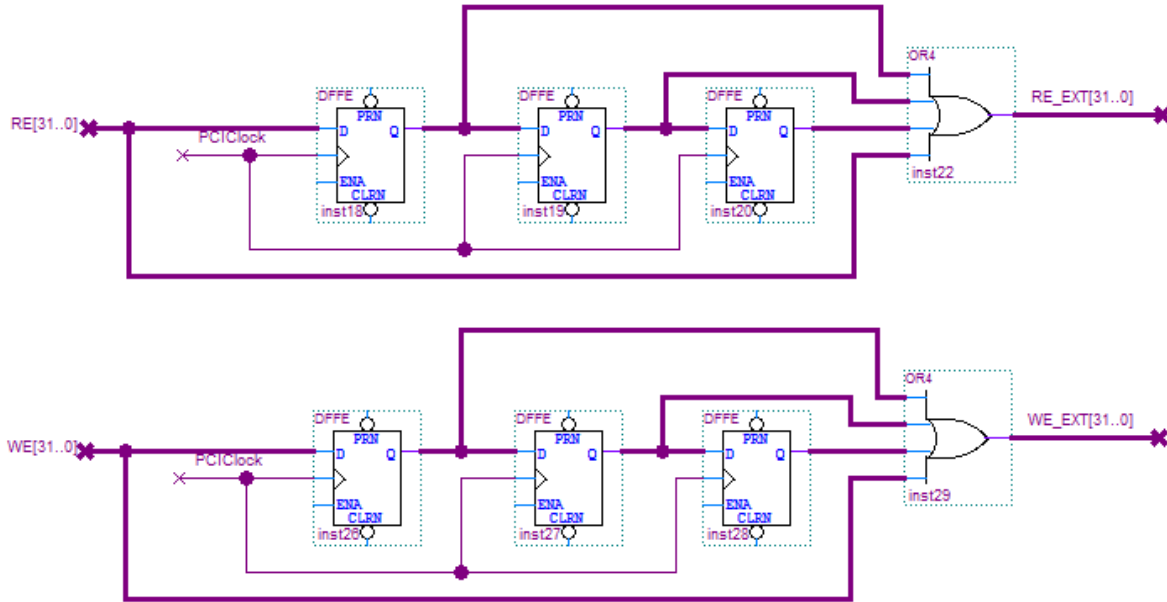 OR4
DFFE
DFFE
DFFE
PRN
PRN
PRN
RE[31..0]
D
Q
D
Q
D
Q
RE_EXT[31..0]
PCIClock
ENA
ENA
ENA
CLRN
CLRN
CLRN
inst18
inst19
inst20
inst22
OR4
DFFE
DFFE
DFFE
PRN
PRN
PRN
WE[31..0]
D
Q
D
Q
D
Q
WE_EXT[31..0]
PCIClock
ENA
ENA
ENA
CLRN
CLRN
CLRN
inst26
inst27
inst28
inst29